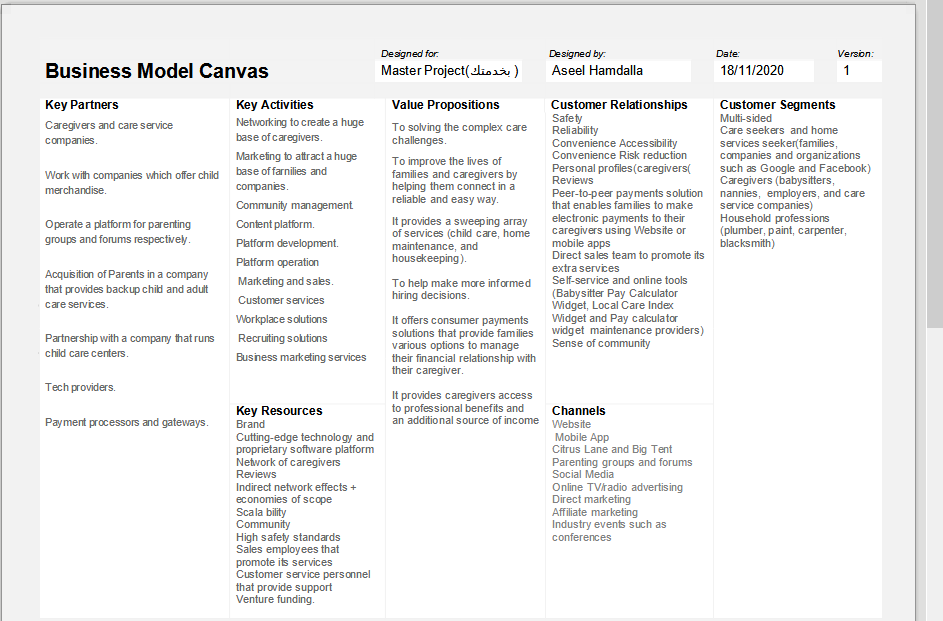 Designed for:
Designed by:
Date:
Version:
Business Model Canvas
Master Project(بخدمتك )
Aseel Hamdalla
18/11/2020
1
Key Partners
Caregivers and care service
companies.
Work with companies which offer child
merchandise.
Operate a platform for parenting
groups and forums respectively.
Acquisition of Parents in a company
that provides backup child and adult
care services.
Partnership with a company that runs
child care centers.
Tech providers.
Payment processors and gateways.
Key Activities
Networking to create a huge
base of caregivers.
Marketing to attract a huge
base of families and
companies.
Community management.
Content platform.
Platform development.
Platform operation
Marketing and sales.
Customer services
Workplace solutions
Recruiting solutions
Business marketing services
Key Resources
Brand
Cutting-edge technology and
proprietary software platform
Network of caregivers
Reviews
Indirect network effects +
economies of scope
Scala bility
Community
High safety standards
Sales employees that
promote its services
Customer service personnel
that provide support
Venture funding.
Value Propositions
To solving the complex care
challenges.
To improve the lives of
families and caregivers by
helping them connect in a
reliable and easy way.
It provides a sweeping array
of services (child care, home
maintenance, and
housekeeping).
To help make more informed
hiring decisions.
It offers consumer payments
solutions that provide families
various options to manage
their financial relationship with
their caregiver.
It provides caregivers access
to professional benefits and
an additional source of income
Customer Relationships
Safety
Reliability
Convenience Accessibility
Convenience Risk reduction
Personal profiles(caregivers(
Reviews
Peer-to-peer payments solution
that enables families to make
electronic payments to their
caregivers using Website or
mobile apps
Direct sales team to promote its
extra services
Self-service and online tools
(Babysitter Pay Calculator
Widget, Local Care Index
Widget and Pay calculator
widget  maintenance providers)
Sense of community
Channels
Website
Mobile App
Citrus Lane and Big Tent
Parenting groups and forums
Social Media
Online TV/radio advertising
Direct marketing
Affiliate marketing
Industry events such as
conferences
Customer Segments
Multi-sided
Care seekers  and home
services seeker(families,
companies and organizations
such as Google and Facebook)
Caregivers (babysitters,
nannies,  employers, and care
service companies)
Household professions
(plumber, paint, carpenter,
blacksmith)